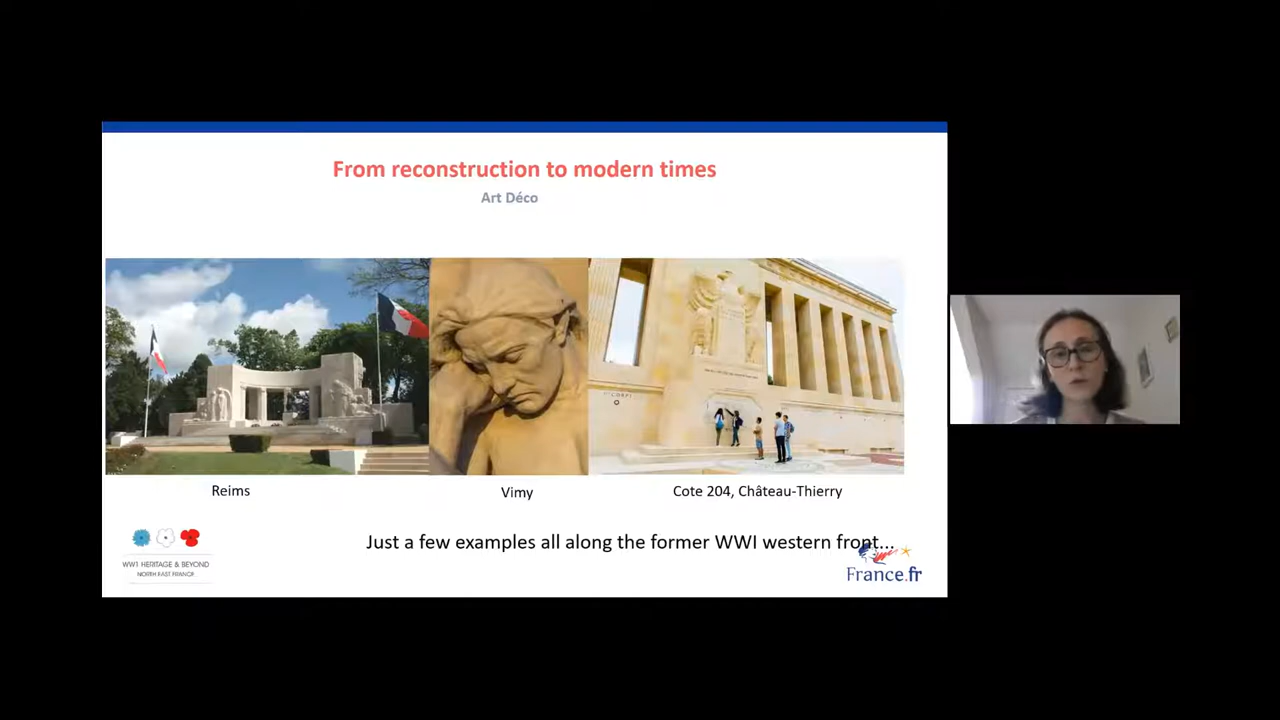 From reconstruction to modern times
Art Déco
Reims
Vimy
Cote 204, Château-Thierry
Just a few examples all along the former WWI western front...
WW1 HERITAGE & BEYOND
NORTH EAST FRANCE
France.fr